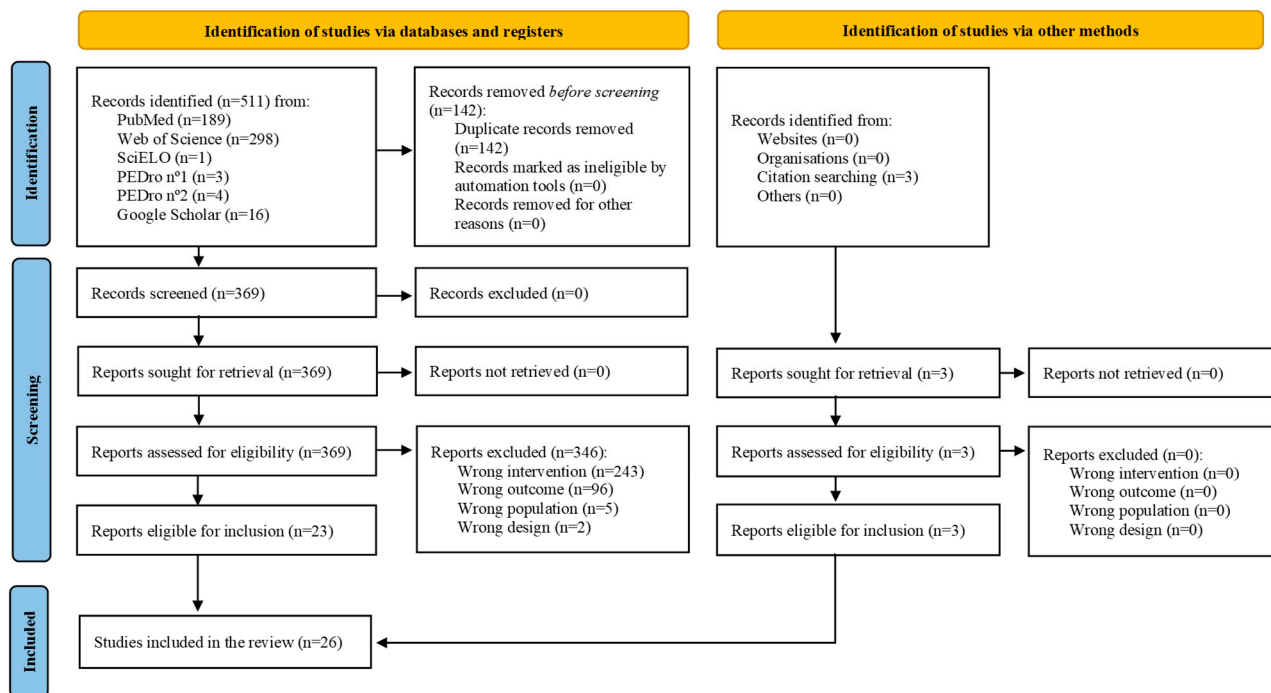 Identification of studies via databases and registers
Identification of studies via other methods
Identification
Records identified (n=511) from:
PubMed (n=189)
Web of Science (n=298)
SciELO (n=1)
PEDro nº1 (n=3)
PEDro nº2 (n=4)
Google Scholar (n=16)
Records removed before screening
(n=142):
Duplicate records removed
(n=142)
Records marked as ineligible by
automation tools (n=0)
Records removed for other
reasons (n=0)
Records identified from:
Websites (n=0)
Organisations (n=0)
Citation searching (n=3)
Others (n=0)
Screening
Records screened (n=369)
Records excluded (n=0)
Reports sought for retrieval (n=369)
Reports not retrieved (n=0)
Reports sought for retrieval (n=3)
Reports not retrieved (n=0)
Reports assessed for eligibility (n=369)
Reports excluded (n=346):
Wrong intervention (n=243)
Wrong outcome (n=96)
Wrong population (n=5)
Wrong design (n=2)
Reports assessed for eligibility (n=3)
Reports excluded (n=0):
Wrong intervention (n=0)
Wrong outcome (n=0)
Wrong population (n=0)
Wrong design (n=0)
Reports eligible for inclusion (n=23)
Reports eligible for inclusion (n=3)
Included
Studies included in the review (n=26)